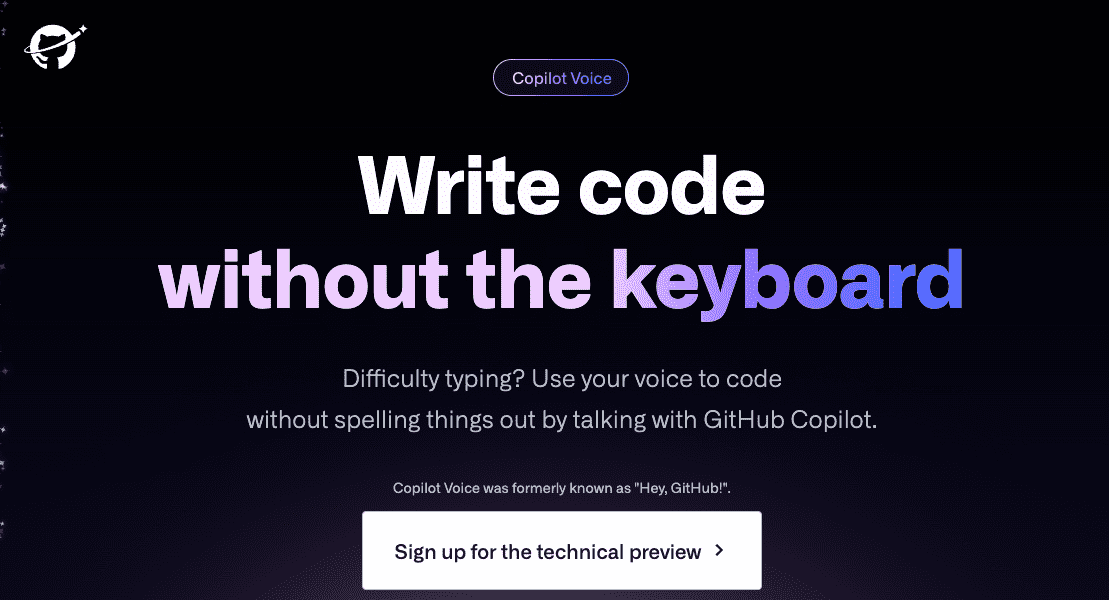 Copilot Voice
Write code
without the keyboard
Difficulty typing? Use your voice to code
without spelling things out by talking with GitHub Copilot.
Copilot Voice was formerly known as "Hey, GitHub!".
Sign up for the technical preview